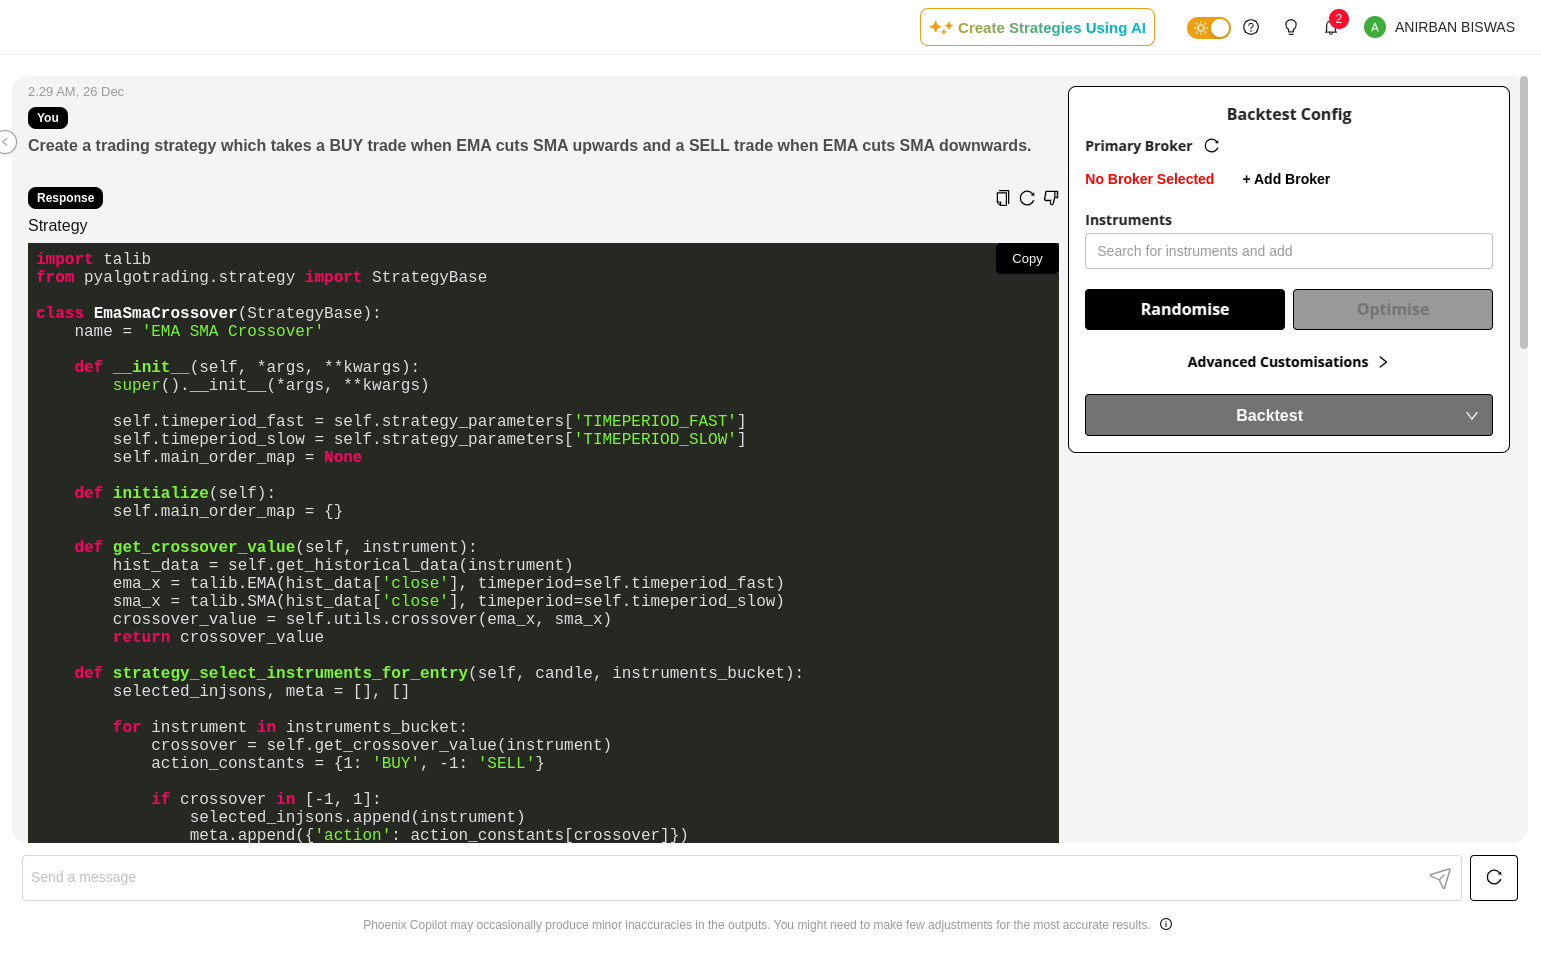 Create Strategies Using AI
2
A
ANIRBAN BISWAS
2.29 AM, 26 Dec
You
Create a trading strategy which takes a BUY trade when EMA cuts SMA upwards and a SELL trade when EMA cuts SMA downwards.
Response
Strategy
Copy
import talib
from pyalgotrading.strategy import StrategyBase
class EmaSmaCrossover(StrategyBase):
    name = 'EMA SMA Crossover'
    def __init__(self, *args, **kwargs):
        super().__init__(*args, **kwargs)
        self.timeperiod_fast = self.strategy_parameters['TIMEPERIOD_FAST']
        self.timeperiod_slow = self.strategy_parameters['TIMEPERIOD_SLOW']
        self.main_order_map = None
    def initialize(self):
        self.main_order_map = {}
    def get_crossover_value(self, instrument):
        hist_data = self.get_historical_data(instrument)
        ema_x = talib.EMA(hist_data['close'], timeperiod=self.timeperiod_fast)
        sma_x = talib.SMA(hist_data['close'], timeperiod=self.timeperiod_slow)
        crossover_value = self.utils.crossover(ema_x, sma_x)
        return crossover_value
    def strategy_select_instruments_for_entry(self, candle, instruments_bucket):
        selected_injsons, meta = [], []
        for instrument in instruments_bucket:
            crossover = self.get_crossover_value(instrument)
            action_constants = {1: 'BUY', -1: 'SELL'}
            if crossover in [-1, 1]:
                selected_injsons.append(instrument)
                meta.append({'action': action_constants[crossover]})
Backtest Config
Primary Broker
No Broker Selected
+ Add Broker
Instruments
Search for instruments and add
Randomise
Optimise
Advanced Customisations
Backtest
Send a message
Phoenix Copilot may occasionally produce minor inaccuracies in the outputs. You might need to make few adjustments for the most accurate results.